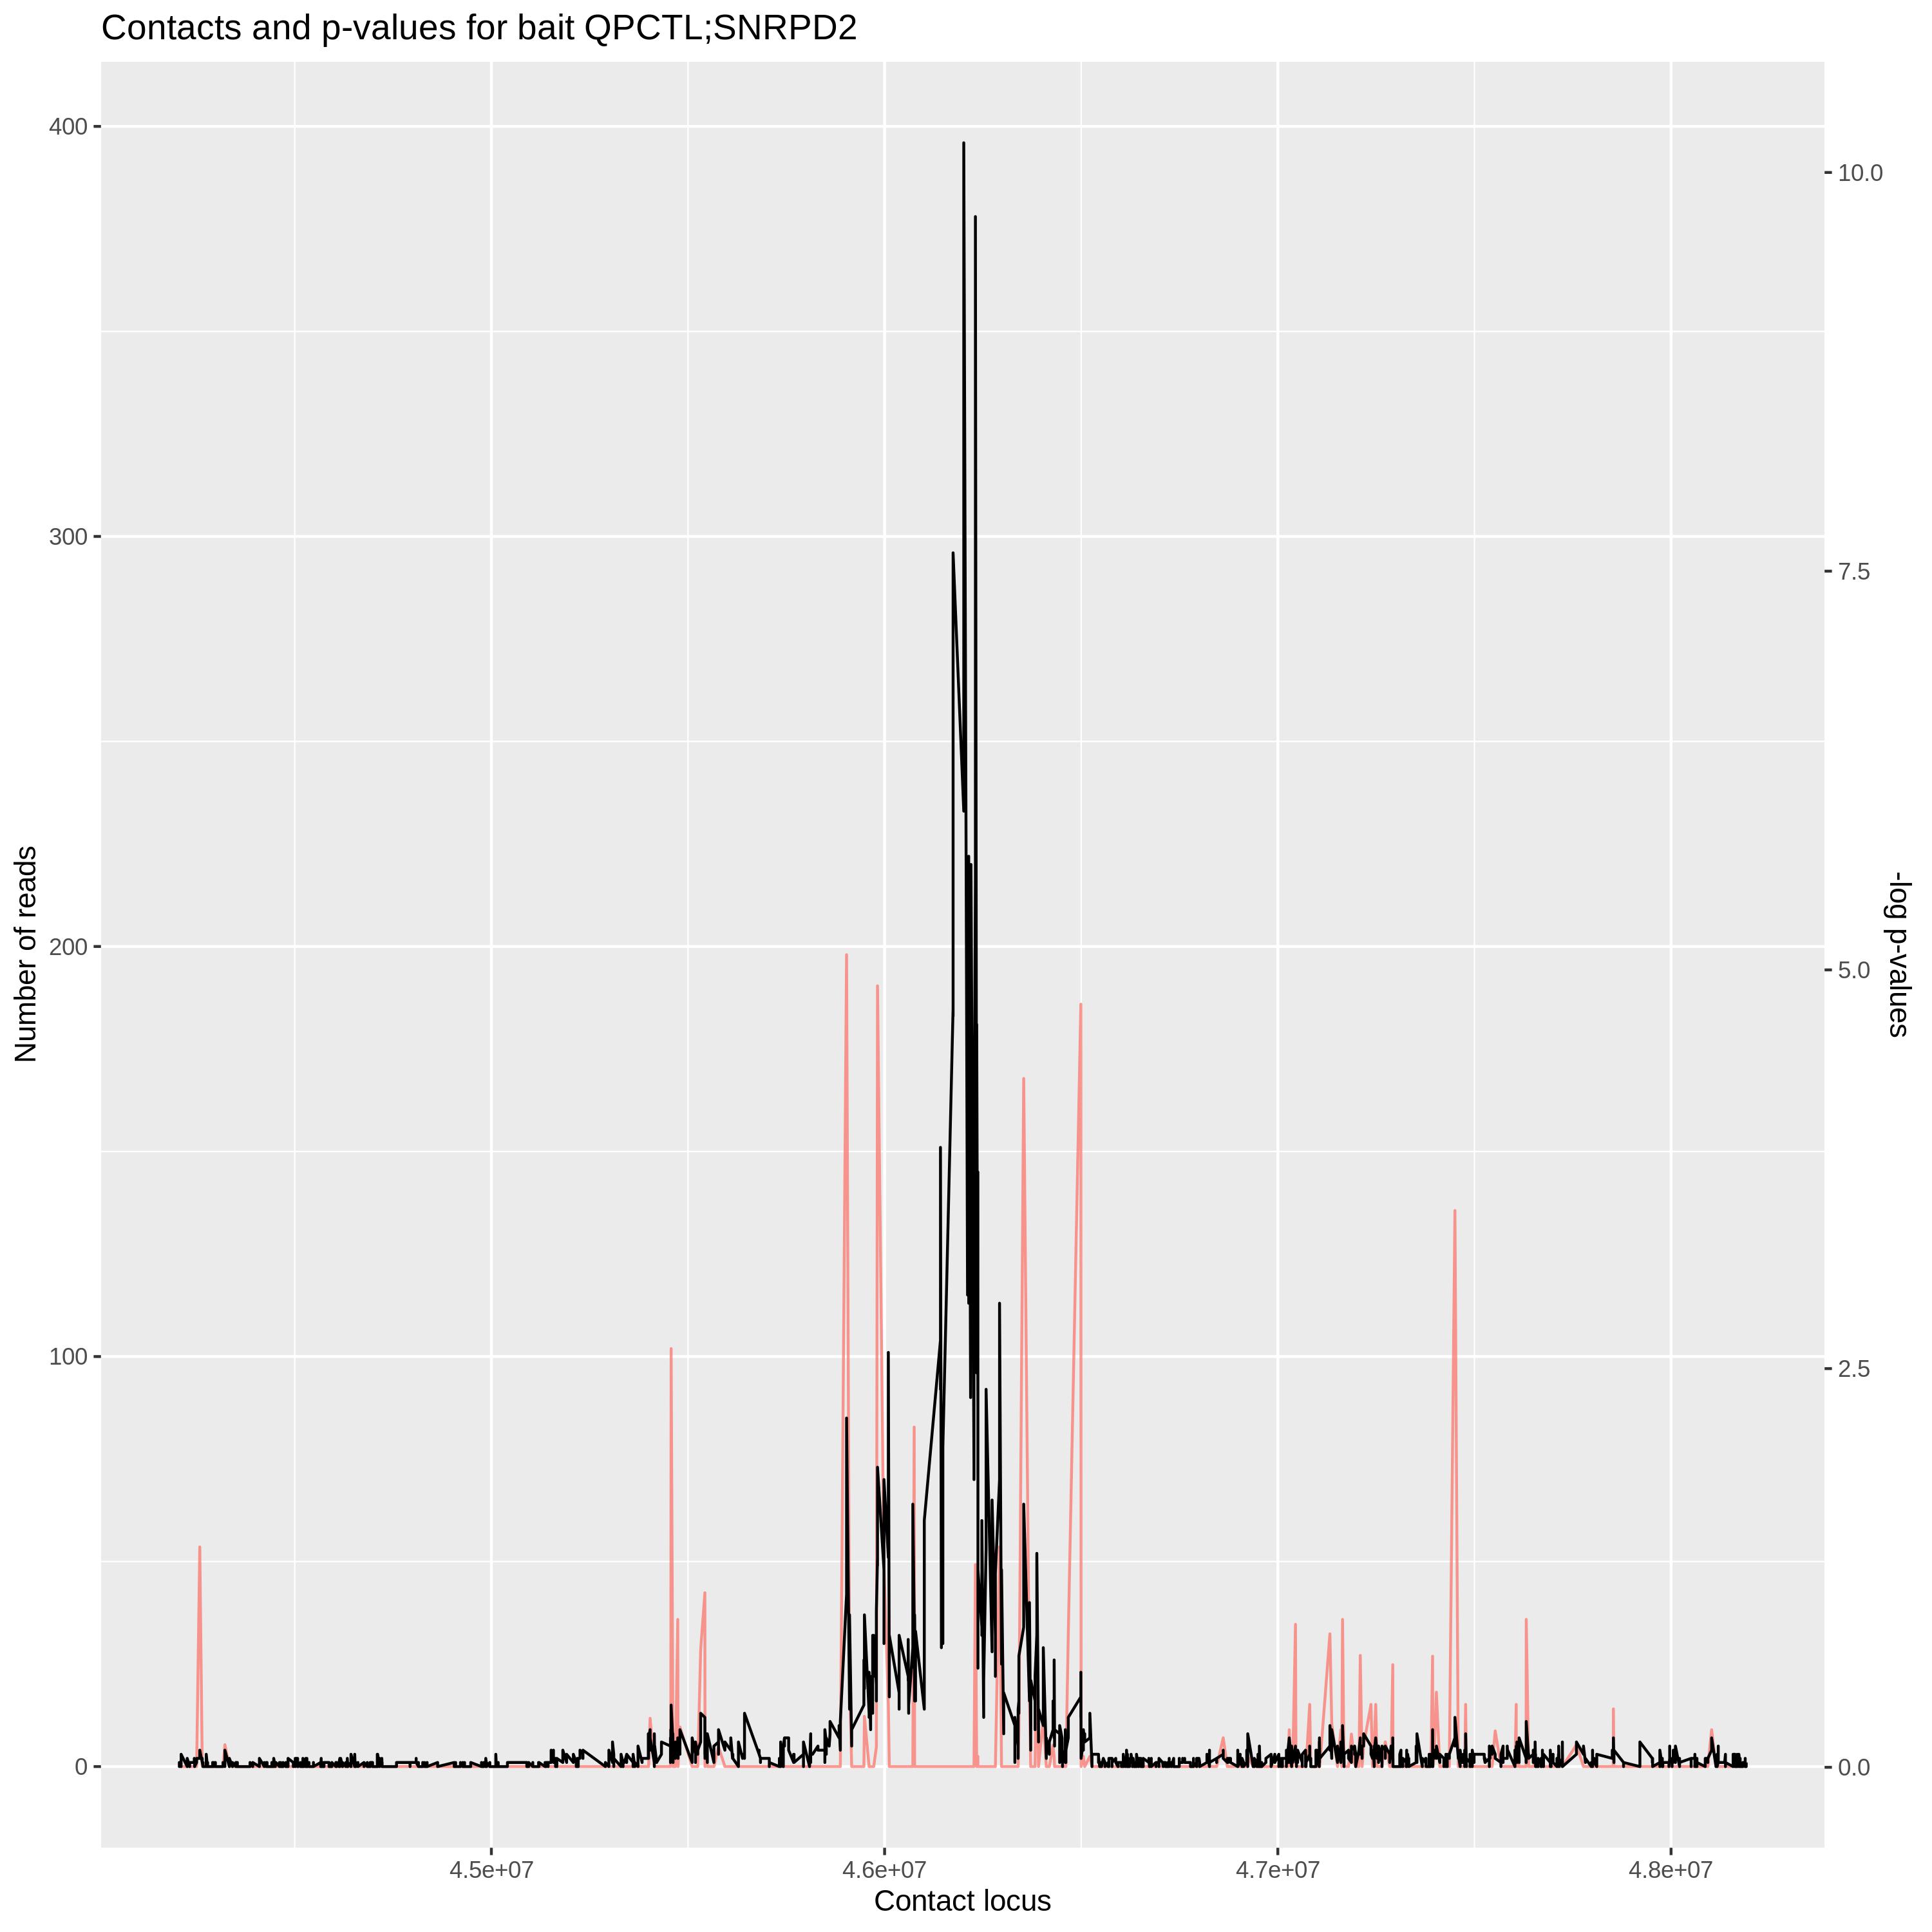 Contacts and p-values for bait QPCTL;SNRPD2
400
300
200
100
0
Number of reads
10.0
7.5
5.0
2.5
0.0
-log p-values
4.5e+07
4.6e+07
4.7e+07
4.8e+07
Contact locus